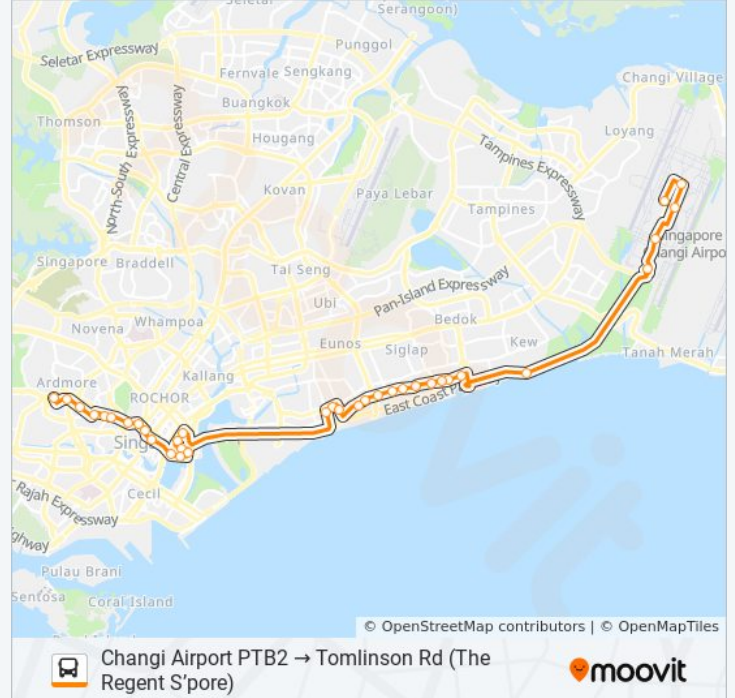 Seletar
Serangoon)
Seletar Expressway
Punggol
Fernvale Sengkang
Changi Village
Buangkok
Thomson
North-South Expressway
Central Expressway
Loyang
Hougang
Tampines Expressway
Kovan
Paya Lebar
Tampines
ngapore
angi Airpo
Singapore Braddell
Tai Seng
Pan-Island Expressway
Ubi
Bedok
Novena
Whampoa
Eunos
Siglap
Kew
Tanah Merah
Ardmore
Kallang
ROCHOR
East Coast P
y
Sing
Cecil
Rajah Expressway
ghway
Pulau Brani
Sentosa
Coral Island
© OpenStreetMap contributors | © OpenMapTiles
Changi Airport PTB2 → Tomlinson Rd (The
Regent S’pore)
moovit